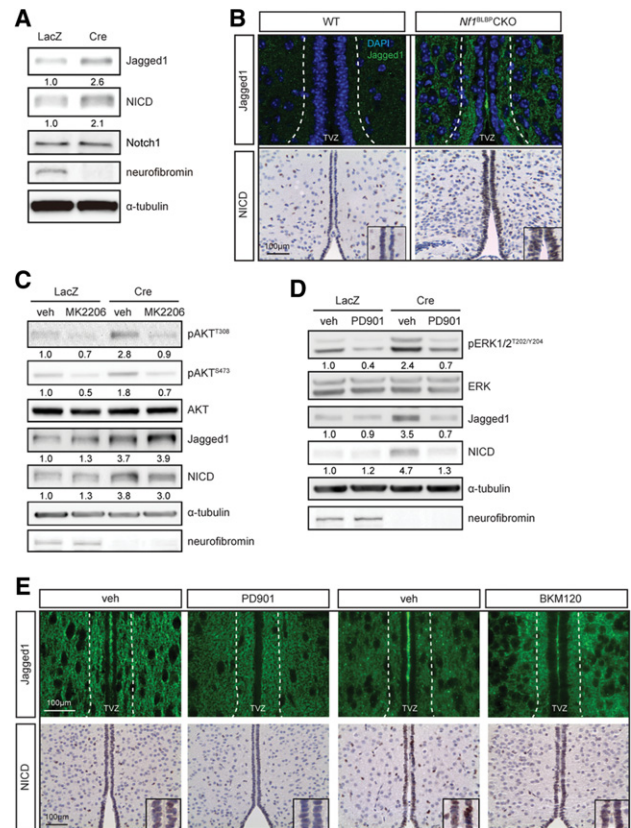 A
LacZ Cre
Jagged1
1.0 2.6
NICD
1.0 2.1
Notch1
neurofibromin
α-tubulin
B
WT Nf1ᴮᴸᴮᴾCKO
Jagged1
DAPI
Jagged1
TVZ TVZ
NICD
100μm
C
LacZ Cre
veh MK2206 veh MK2206
pAKTᵀ³⁰⁸
1.0 0.7 2.8 0.9
pAKTˢ⁴⁷³
1.0 0.5 1.8 0.7
AKT
Jagged1
1.0 1.3 3.7 3.9
NICD
1.0 1.3 3.8 3.0
α-tubulin
neurofibromin
D
LacZ Cre
veh PD901 veh PD901
pERK1/2ᵀ²⁰²/ʸ²⁰⁴
1.0 0.4 2.4 0.7
ERK
Jagged1
1.0 0.9 3.5 0.7
NICD
1.0 1.2 4.7 1.3
α-tubulin
neurofibromin
E
veh PD901 veh BKM120
Jagged1
100μm
TVZ TVZ TVZ TVZ
NICD
100μm